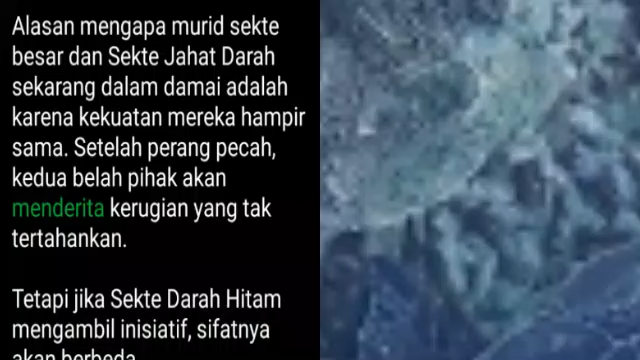 Alasan mengapa murid sekte
besar dan Sekte Jahat Darah
sekarang dalam damai adalah
karena kekuatan mereka hampir
sama. Setelah perang pecah,
kedua belah pihak akan
menderita kerugian yang tak
tertahankan.
Tetapi jika Sekte Darah Hitam
mengambil inisiatif, sifatnya
akan berbeda